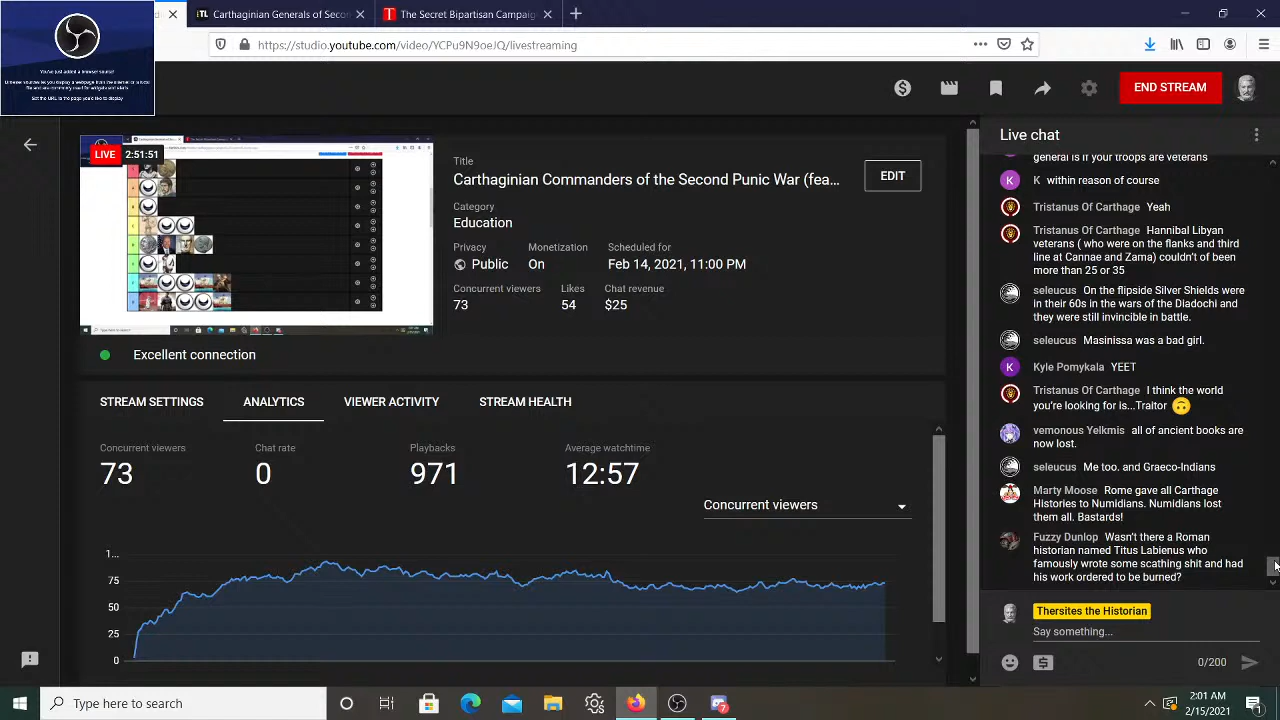 Carthaginian Generals of Secon
The Secret Bipartisan Campaig
You've just added a browser source!
https://studio.youtube.com/video/YCPu9N9oeJQ/livestreaming
END STREAM
LIVE 2:51:51
Title
Carthaginian Commanders of the Second Punic War (fea...
EDIT
Category
Education
Privacy Monetization Scheduled for
Public On Feb 14, 2021, 11:00 PM
Concurrent viewers Likes Chat revenue
73 54 $25
Excellent connection
STREAM SETTINGS ANALYTICS VIEWER ACTIVITY STREAM HEALTH
Concurrent viewers Chat rate Playbacks Average watchtime
73 0 971 12:57
Concurrent viewers
1...
75
50
25
0
Live chat
general is if your troops are veterans
K within reason of course
Tristanus Of Carthage Yeah
Tristanus Of Carthage Hannibal Libyan
veterans ( who were on the flanks and third
line at Cannae and Zama) couldn't of been
more than 25 or 35
seleucus On the flipside Silver Shields were
in their 60s in the wars of the Diadochi and
they were still invincible in battle.
seleucus Masinissa was a bad girl.
Kyle Pomykala YEET
Tristanus Of Carthage I think the world
you're looking for is...Traitor 🙃
vemonous Yelkmis all of ancient books are
now lost.
seleucus Me too. and Graeco-Indians
Marty Moose Rome gave all Carthage
Histories to Numidians. Numidians lost
them all. Bastards!
Fuzzy Dunlop Wasn't there a Roman
historian named Titus Labienus who
famously wrote some scathing shit and had
his work ordered to be burned?
Thersites the Historian
Say something...
0/200
Type here to search
2:01 AM
2/15/2021